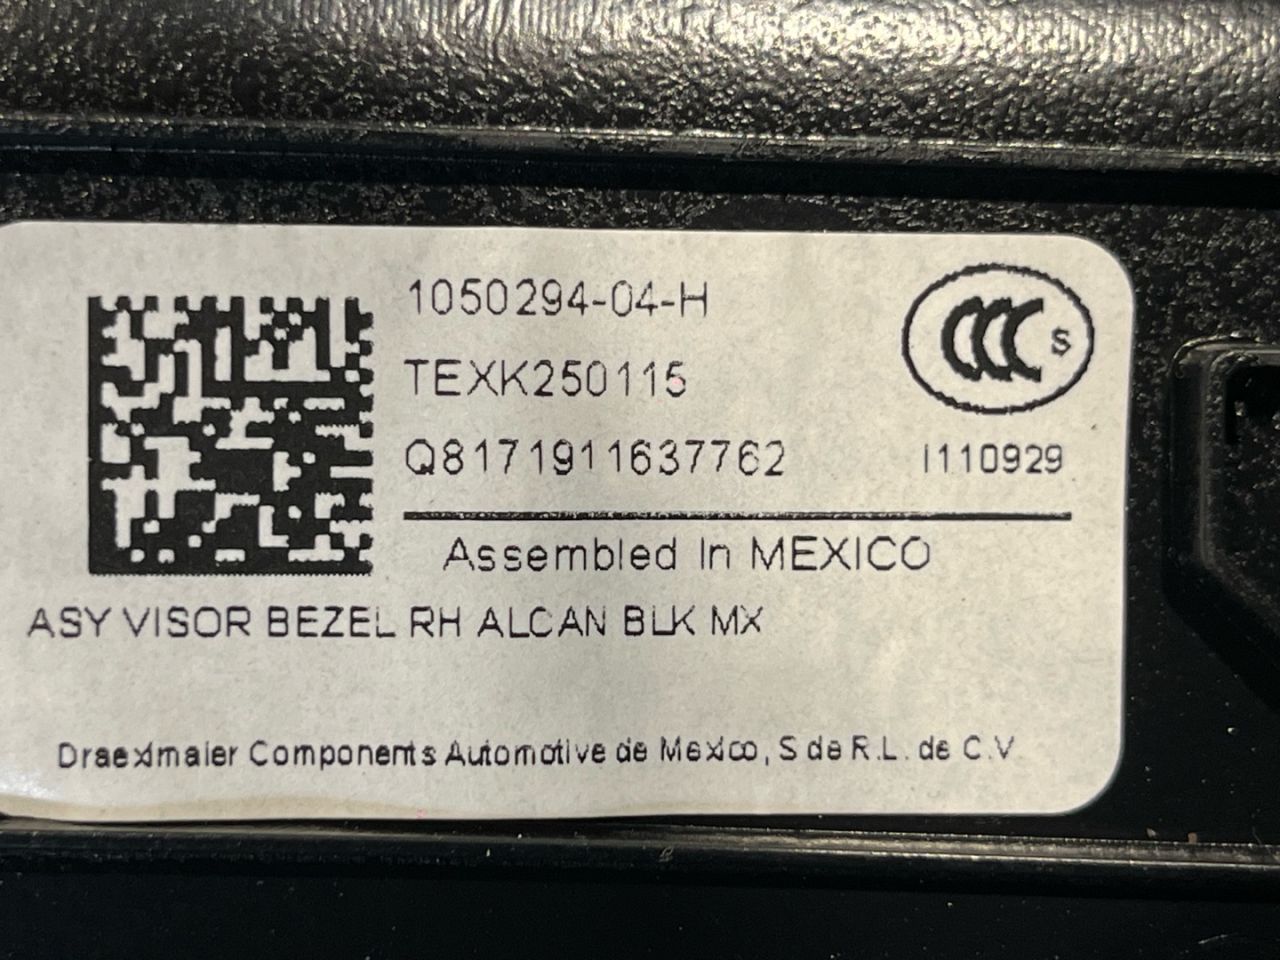 1050294-04-H
TEXK250115
Q8171911637762
CCC S
I110929
Assembled In MEXICO
ASY VISOR BEZEL RH ALCAN BLK MX
Draexlmaier Components Automotive de Mexico, S de R.L. de C.V.